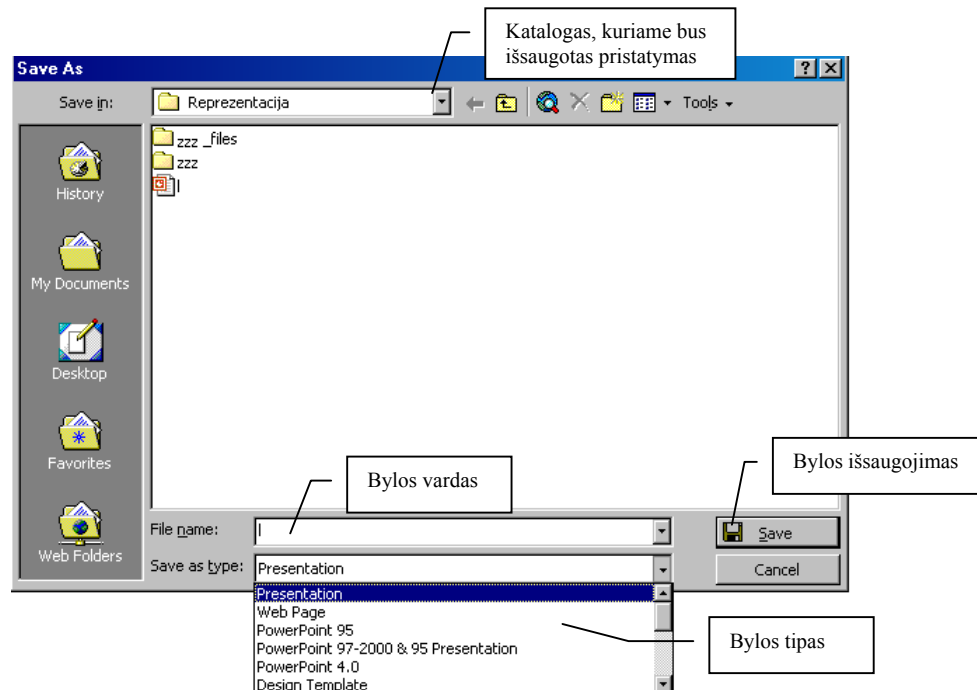 Katalogas, kuriame bus
išsaugotas pristatymas
Save As
Save in:
Reprezentacija
Tools
zzz _files
zzz
l
History
My Documents
Desktop
Favorites
Web Folders
Bylos vardas
Bylos išsaugojimas
File name:
l
Save
Save as type:
Presentation
Cancel
Presentation
Web Page
PowerPoint 95
PowerPoint 97-2000 & 95 Presentation
PowerPoint 4.0
Design Template
Bylos tipas